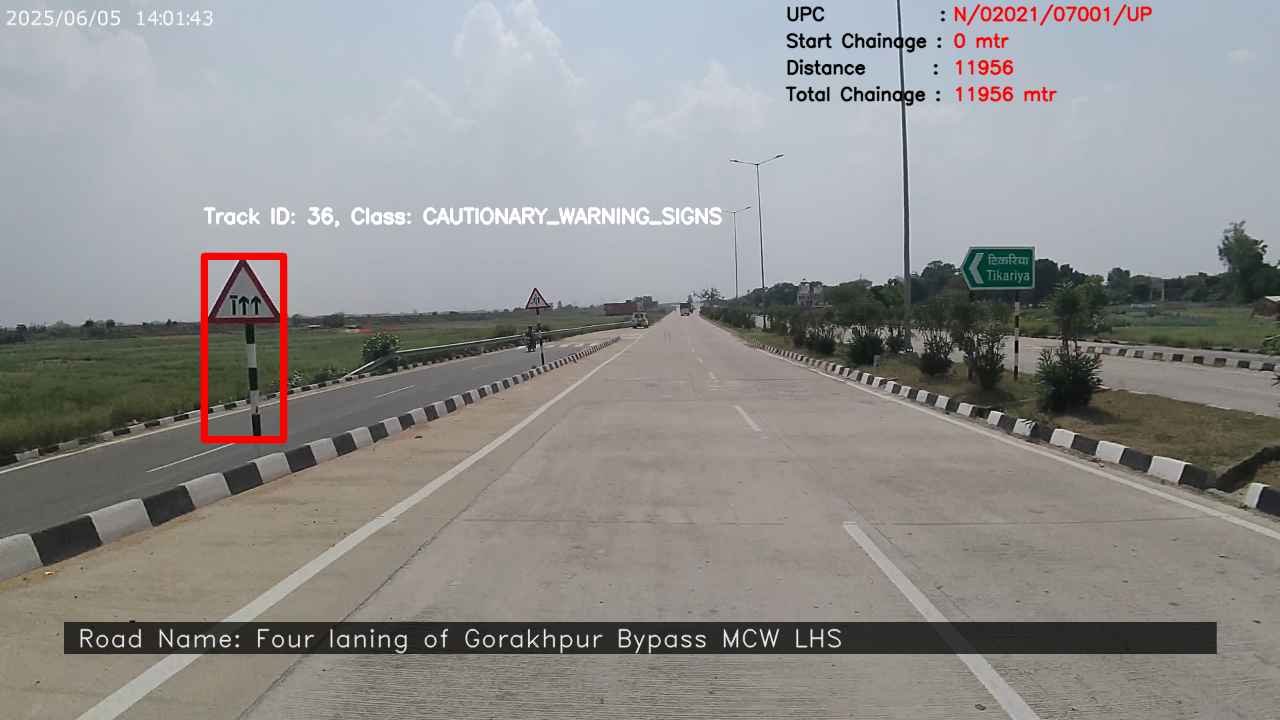 2025/06/05 14:01:43
UPC : N/02021/07001/UP
Start Chainage : 0 mtr
Distance : 11956
Total Chainage : 11956 mtr
Track ID: 36, Class: CAUTIONARY_WARNING_SIGNS
टिकरिया
Tikariya
Road Name: Four laning of Gorakhpur Bypass MCW LHS